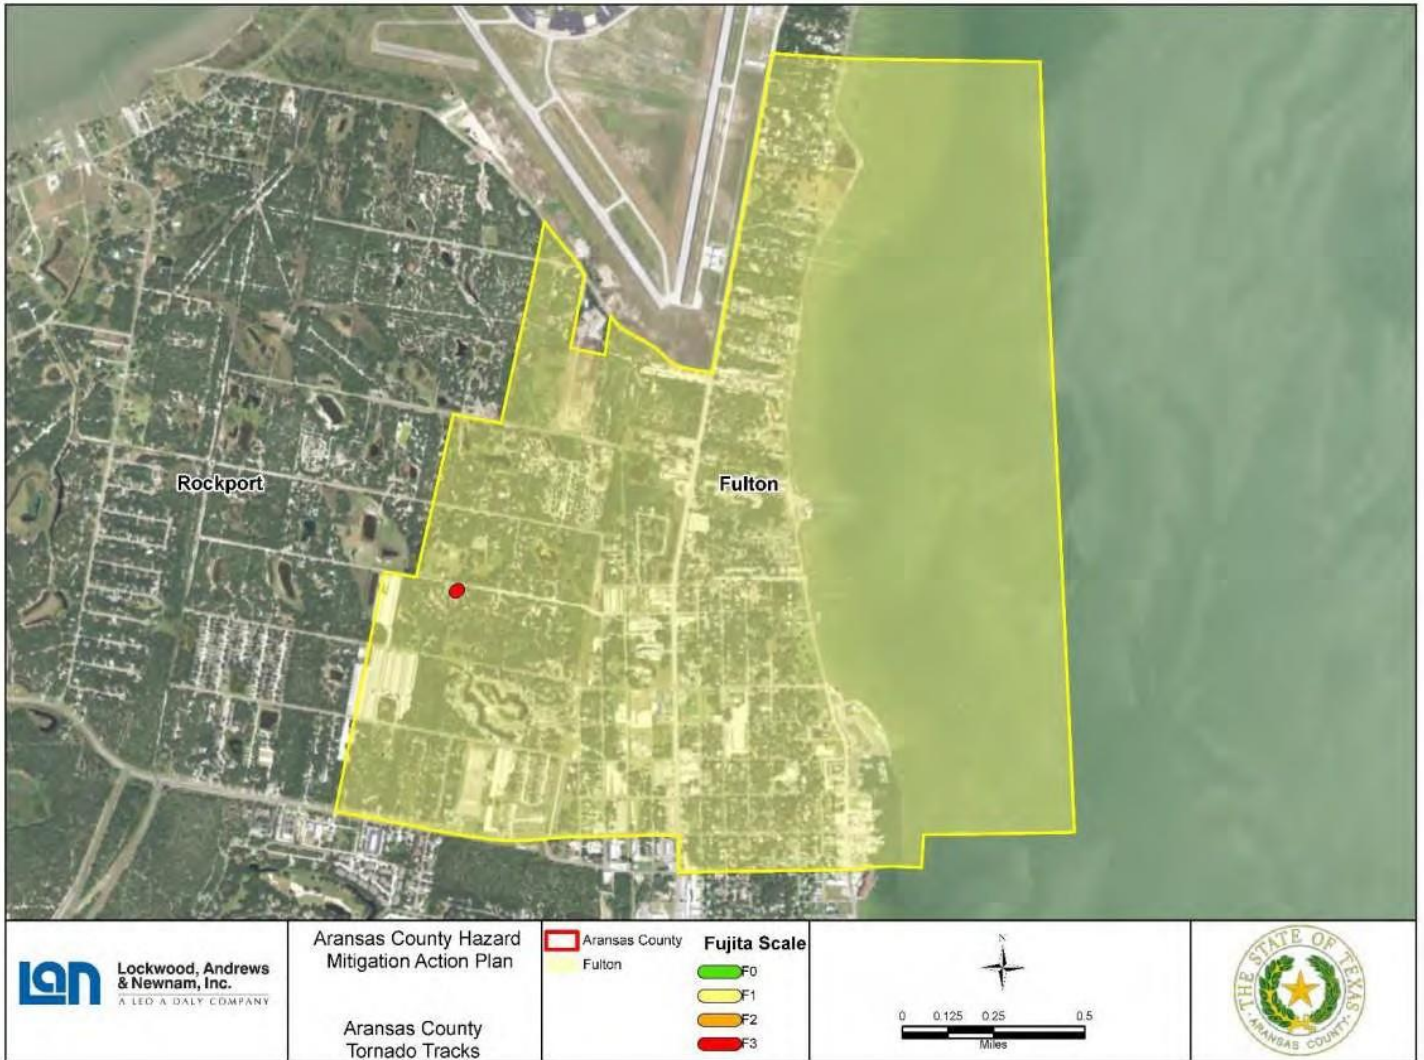 Rockport
Fulton
Lan
Lockwood, Andrews
& Newnam, Inc.
A LEO A DALY COMPANY
Aransas County Hazard
Mitigation Action Plan
Aransas County
Tornado Tracks
Aransas County
Fulton
Fujita Scale
F0
F1
F2
F3
N
0 0.125 0.25 0.5
Miles
THE STATE OF TEXAS
ARANSAS COUNTY